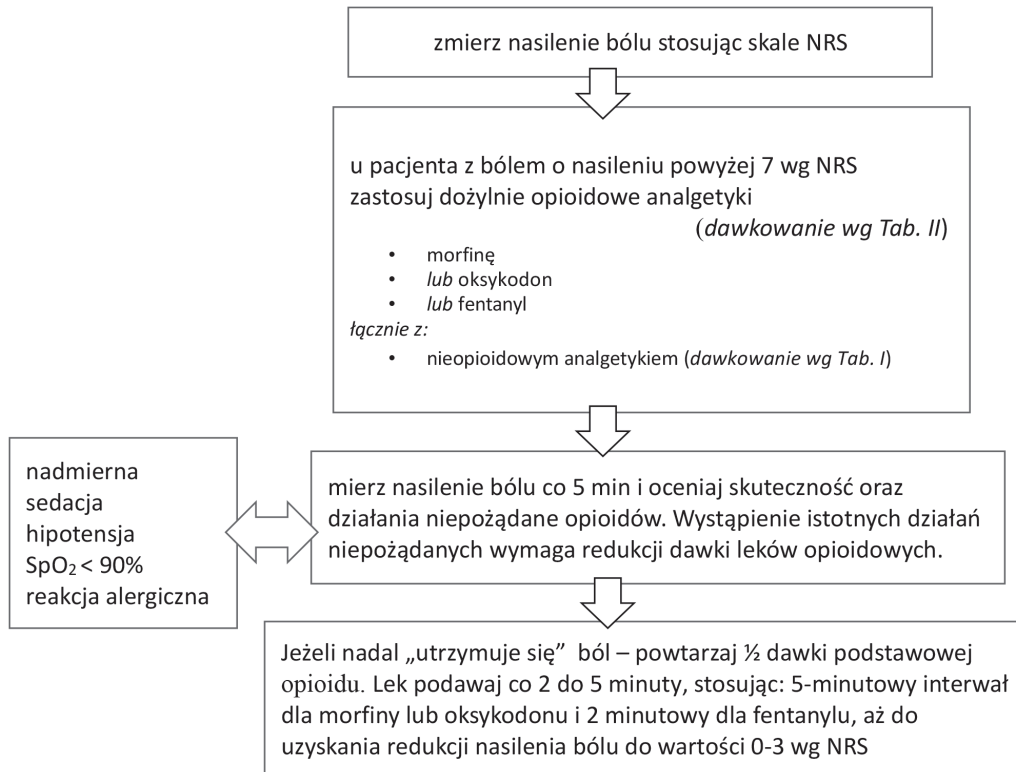 zmierz nasilenie bólu stosując skale NRS
u pacjenta z bólem o nasileniu powyżej 7 wg NRS
zastosuj dożylnie opioidowe analgetyki
(dawkowanie wg Tab. II)
• morfinę
• lub oksykodon
• lub fentanyl
łącznie z:
• nieopioidowym analgetykiem (dawkowanie wg Tab. I)
nadmierna
sedacja
hipotensja
SpO₂ < 90%
reakcja alergiczna
mierz nasilenie bólu co 5 min i oceniaj skuteczność oraz
działania niepożądane opioidów. Wystąpienie istotnych działań
niepożądanych wymaga redukcji dawki leków opioidowych.
Jeżeli nadal „utrzymuje się” ból – powtarzaj ½ dawki podstawowej
opioidu. Lek podawaj co 2 do 5 minuty, stosując: 5-minutowy interwał
dla morfiny lub oksykodonu i 2 minutowy dla fentanylu, aż do
uzyskania redukcji nasilenia bólu do wartości 0-3 wg NRS